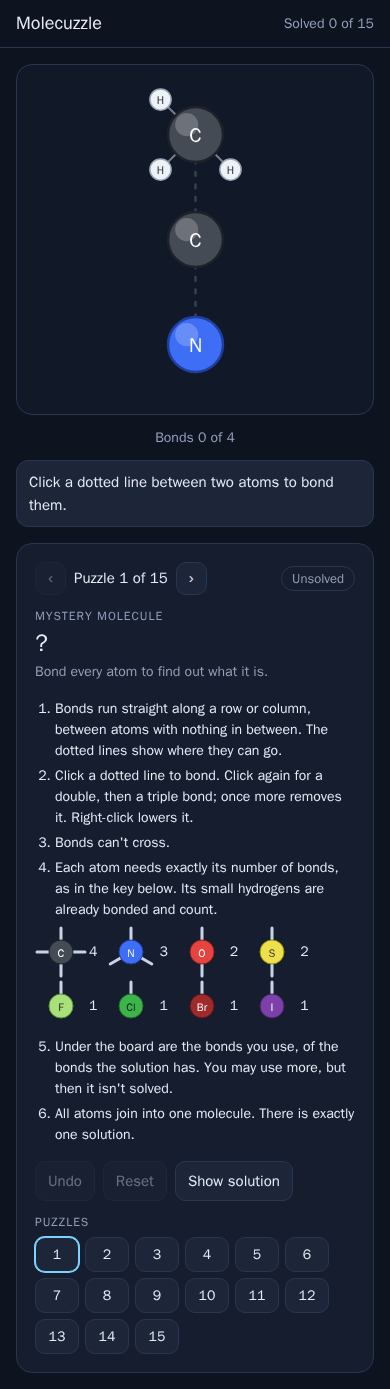 Molecuzzle
Solved 0 of 15
H
C
H
H
C
N
Bonds 0 of 4
Click a dotted line between two atoms to bond
them.
‹
Puzzle 1 of 15
›
Unsolved
MYSTERY MOLECULE
?
Bond every atom to find out what it is.
1. Bonds run straight along a row or column,
between atoms with nothing in between. The
dotted lines show where they can go.
2. Click a dotted line to bond. Click again for a
double, then a triple bond; once more removes
it. Right-click lowers it.
3. Bonds can't cross.
4. Each atom needs exactly its number of bonds,
as in the key below. Its small hydrogens are
already bonded and count.
C 4 N 3 O 2 S 2
F 1 Cl 1 Br 1 I 1
5. Under the board are the bonds you use, of the
bonds the solution has. You may use more, but
then it isn't solved.
6. All atoms join into one molecule. There is exactly
one solution.
Undo
Reset
Show solution
PUZZLES
1 2 3 4 5 6
7 8 9 10 11 12
13 14 15